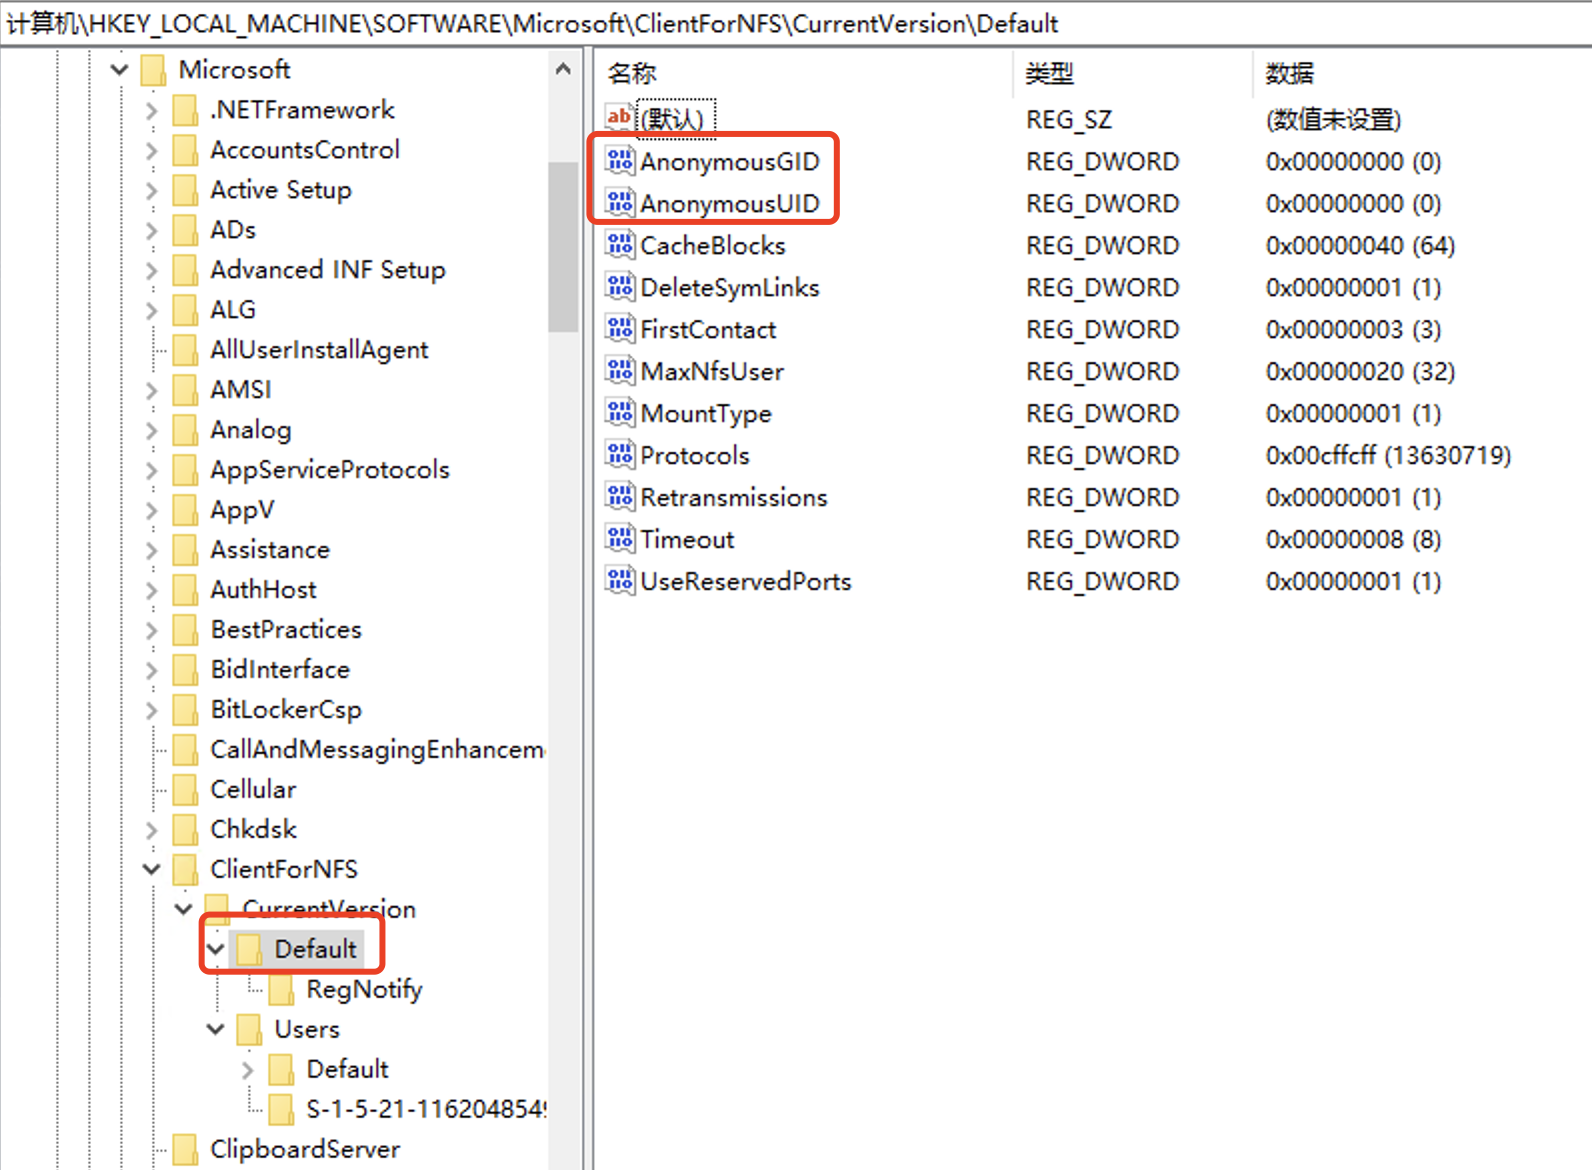 计算机\HKEY_LOCAL_MACHINE\SOFTWARE\Microsoft\ClientForNFS\CurrentVersion\Default
Microsoft
.NETFramework
AccountsControl
Active Setup
ADs
Advanced INF Setup
ALG
AllUserInstallAgent
AMSI
Analog
AppServiceProtocols
AppV
Assistance
AuthHost
BestPractices
BidInterface
BitLockerCsp
CallAndMessagingEnhancem
Cellular
Chkdsk
ClientForNFS
CurrentVersion
Default
RegNotify
Users
Default
S-1-5-21-1162048549
ClipboardServer
名称 类型 数据
(默认) REG_SZ (数值未设置)
AnonymousGID REG_DWORD 0x00000000 (0)
AnonymousUID REG_DWORD 0x00000000 (0)
CacheBlocks REG_DWORD 0x00000040 (64)
DeleteSymLinks REG_DWORD 0x00000001 (1)
FirstContact REG_DWORD 0x00000003 (3)
MaxNfsUser REG_DWORD 0x00000020 (32)
MountType REG_DWORD 0x00000001 (1)
Protocols REG_DWORD 0x00cffcff (13630719)
Retransmissions REG_DWORD 0x00000001 (1)
Timeout REG_DWORD 0x00000008 (8)
UseReservedPorts REG_DWORD 0x00000001 (1)